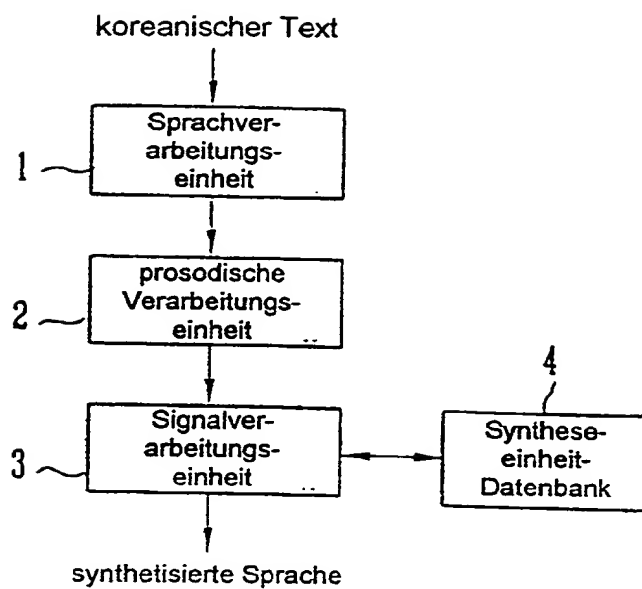 koreanischer Text
1
Sprachver-
arbeitungs-
einheit
2
prosodische
Verarbeitungs-
einheit
3
Signalver-
arbeitungs-
einheit
4
Synthese-
einheit-
Datenbank
synthetisierte Sprache